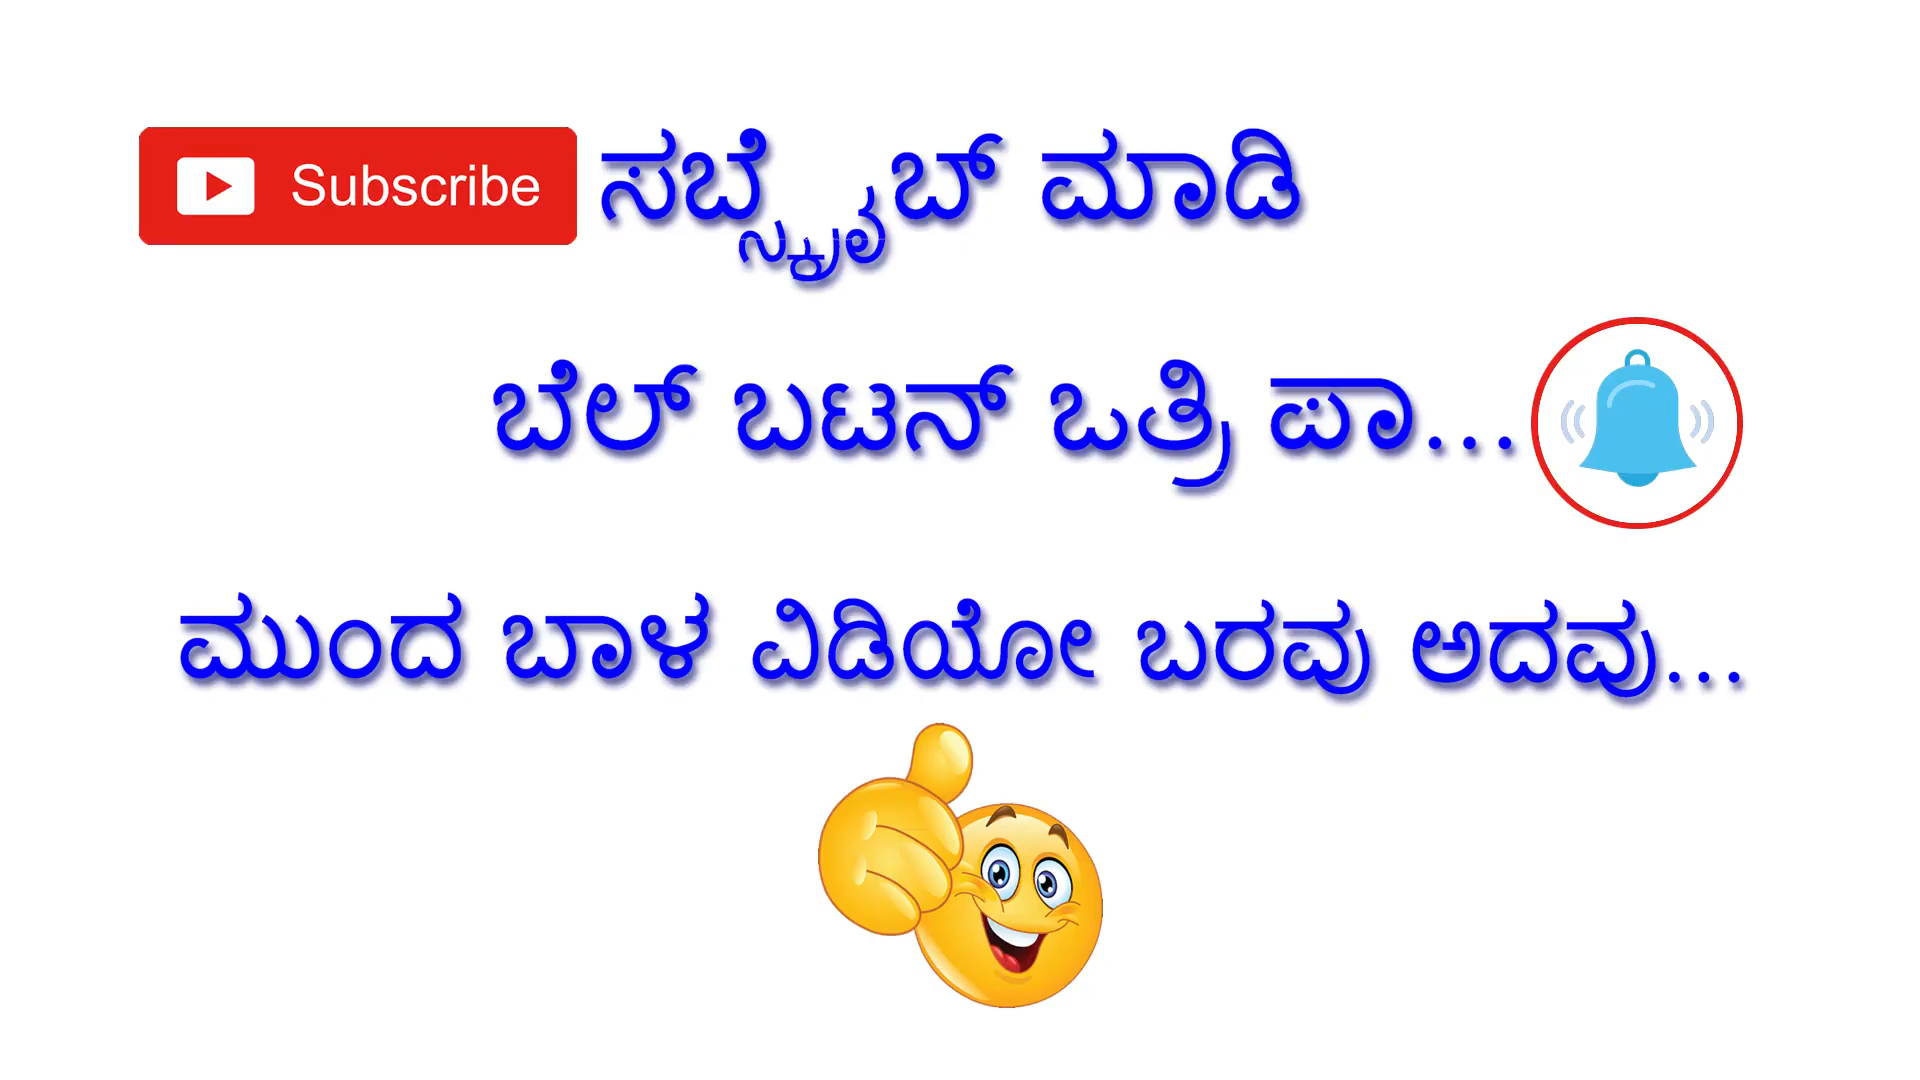 Subscribe ಸಬ್ಸ್ಕ್ರೈಬ್ ಮಾಡಿ
ಬೆಲ್ ಬಟನ್ ಒತ್ರಿ ಪಾ...
ಮುಂದ ಬಾಳ ವಿಡಿಯೋ ಬರವು ಅದವು...